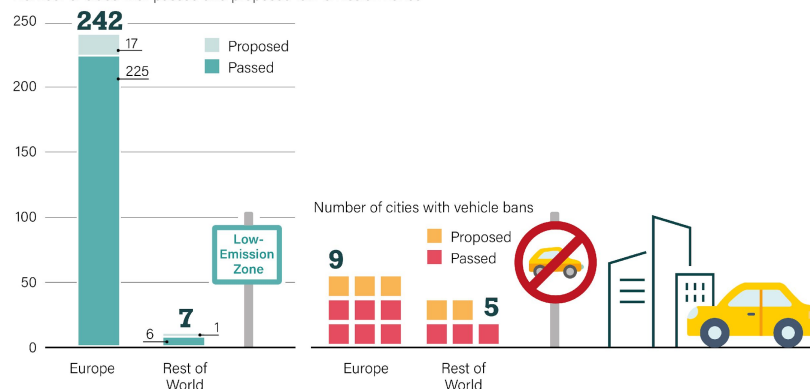 250
242
Proposed
17
Passed
225
200
150
100
Low-
Emission
Zone
50
7
6
1
0
Europe
Rest of
World
Number of cities with vehicle bans
Proposed
Passed
9
5
Europe
Rest of
World